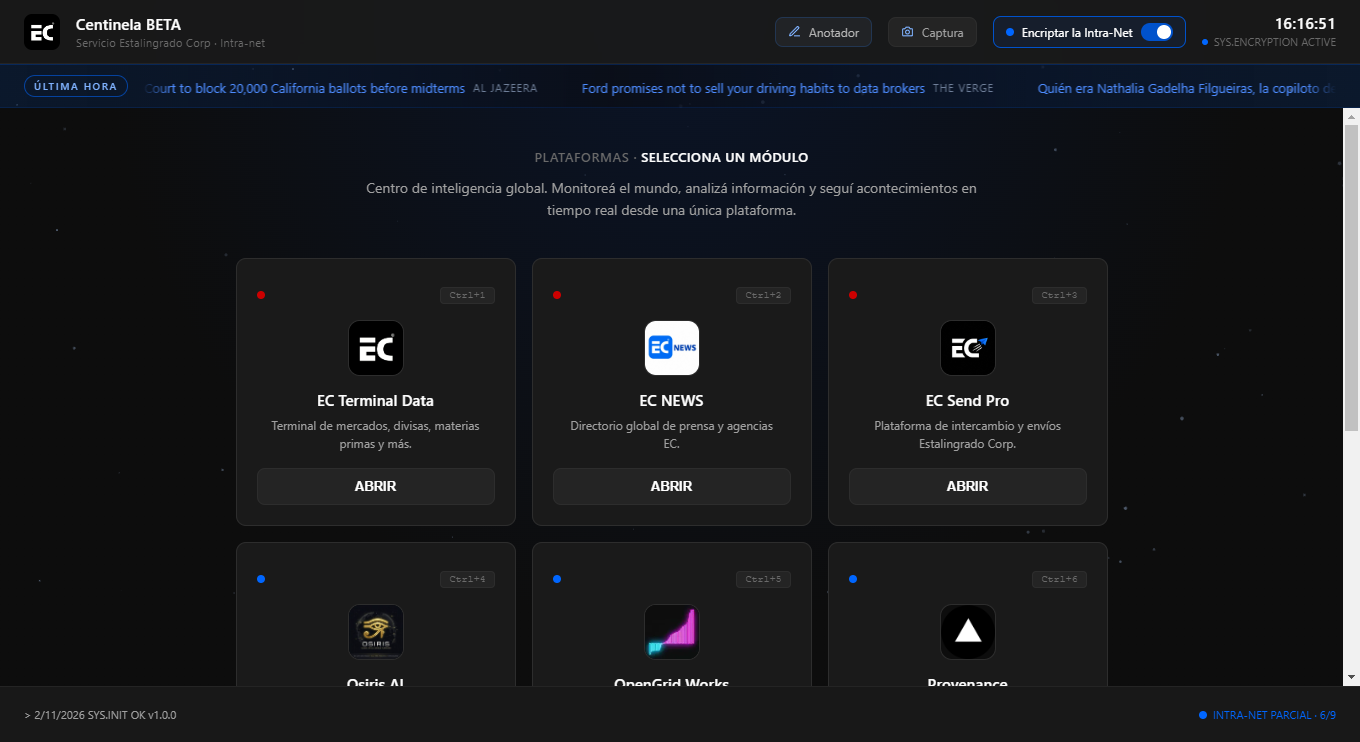 EC
Centinela BETA
Servicio Estalingrado Corp · Intra-net
Anotador
Captura
Encriptar la Intra-Net
16:16:51
SYS.ENCRYPTION ACTIVE
ÚLTIMA HORA
Court to block 20,000 California ballots before midterms AL JAZEERA
Ford promises not to sell your driving habits to data brokers THE VERGE
Quién era Nathalia Gadelha Filgueiras, la copiloto de
PLATAFORMAS · SELECCIONA UN MÓDULO
Centro de inteligencia global. Monitoreá el mundo, analizá información y seguí acontecimientos en
tiempo real desde una única plataforma.
Ctrl+1
EC
EC Terminal Data
Terminal de mercados, divisas, materias
primas y más.
ABRIR
Ctrl+2
EC NEWS
EC NEWS
Directorio global de prensa y agencias
EC.
ABRIR
Ctrl+3
EC
EC Send Pro
Plataforma de intercambio y envíos
Estalingrado Corp.
ABRIR
Ctrl+4
OSIRIS
Osiris AI
Ctrl+5
OpenGrid Works
Ctrl+6
Provenance
> 2/11/2026 SYS.INIT OK v1.0.0
INTRA-NET PARCIAL · 6/9